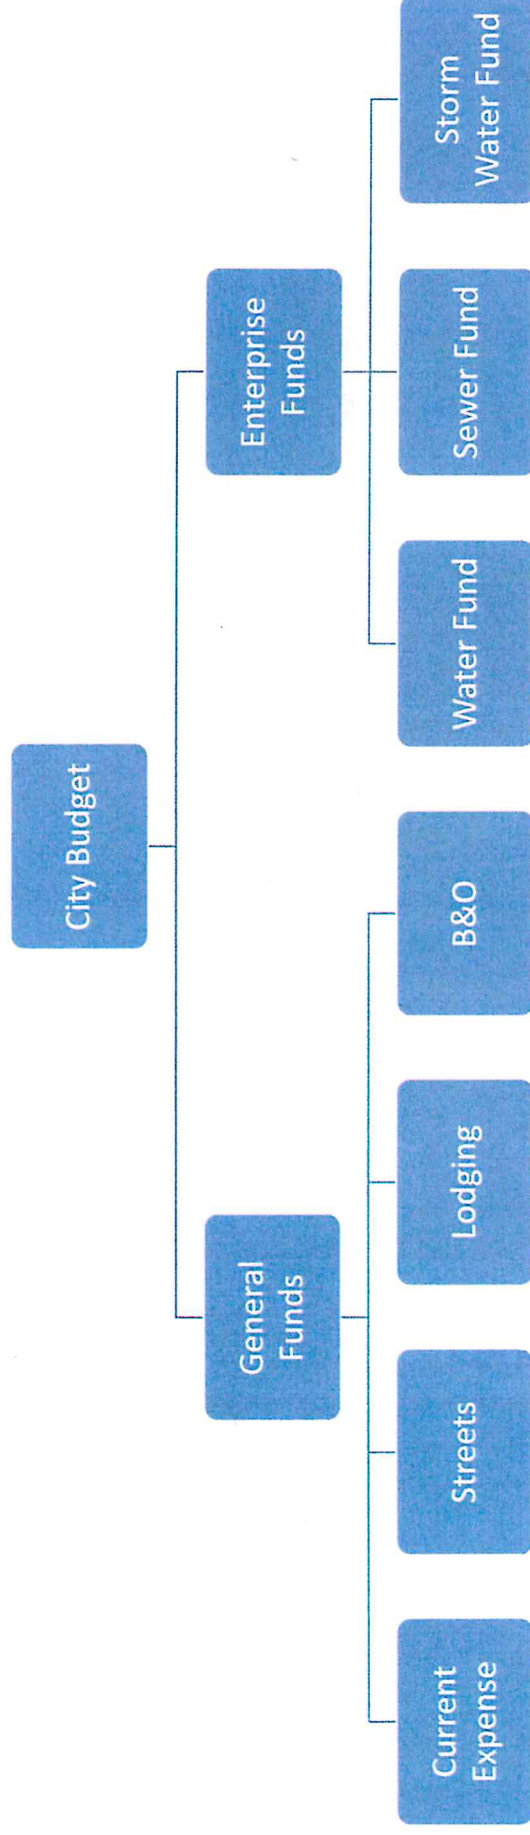 City Budget
General
Funds
Enterprise
Funds
Current
Expense
Streets
Lodging
B&O
Water Fund
Sewer Fund
Storm
Water Fund